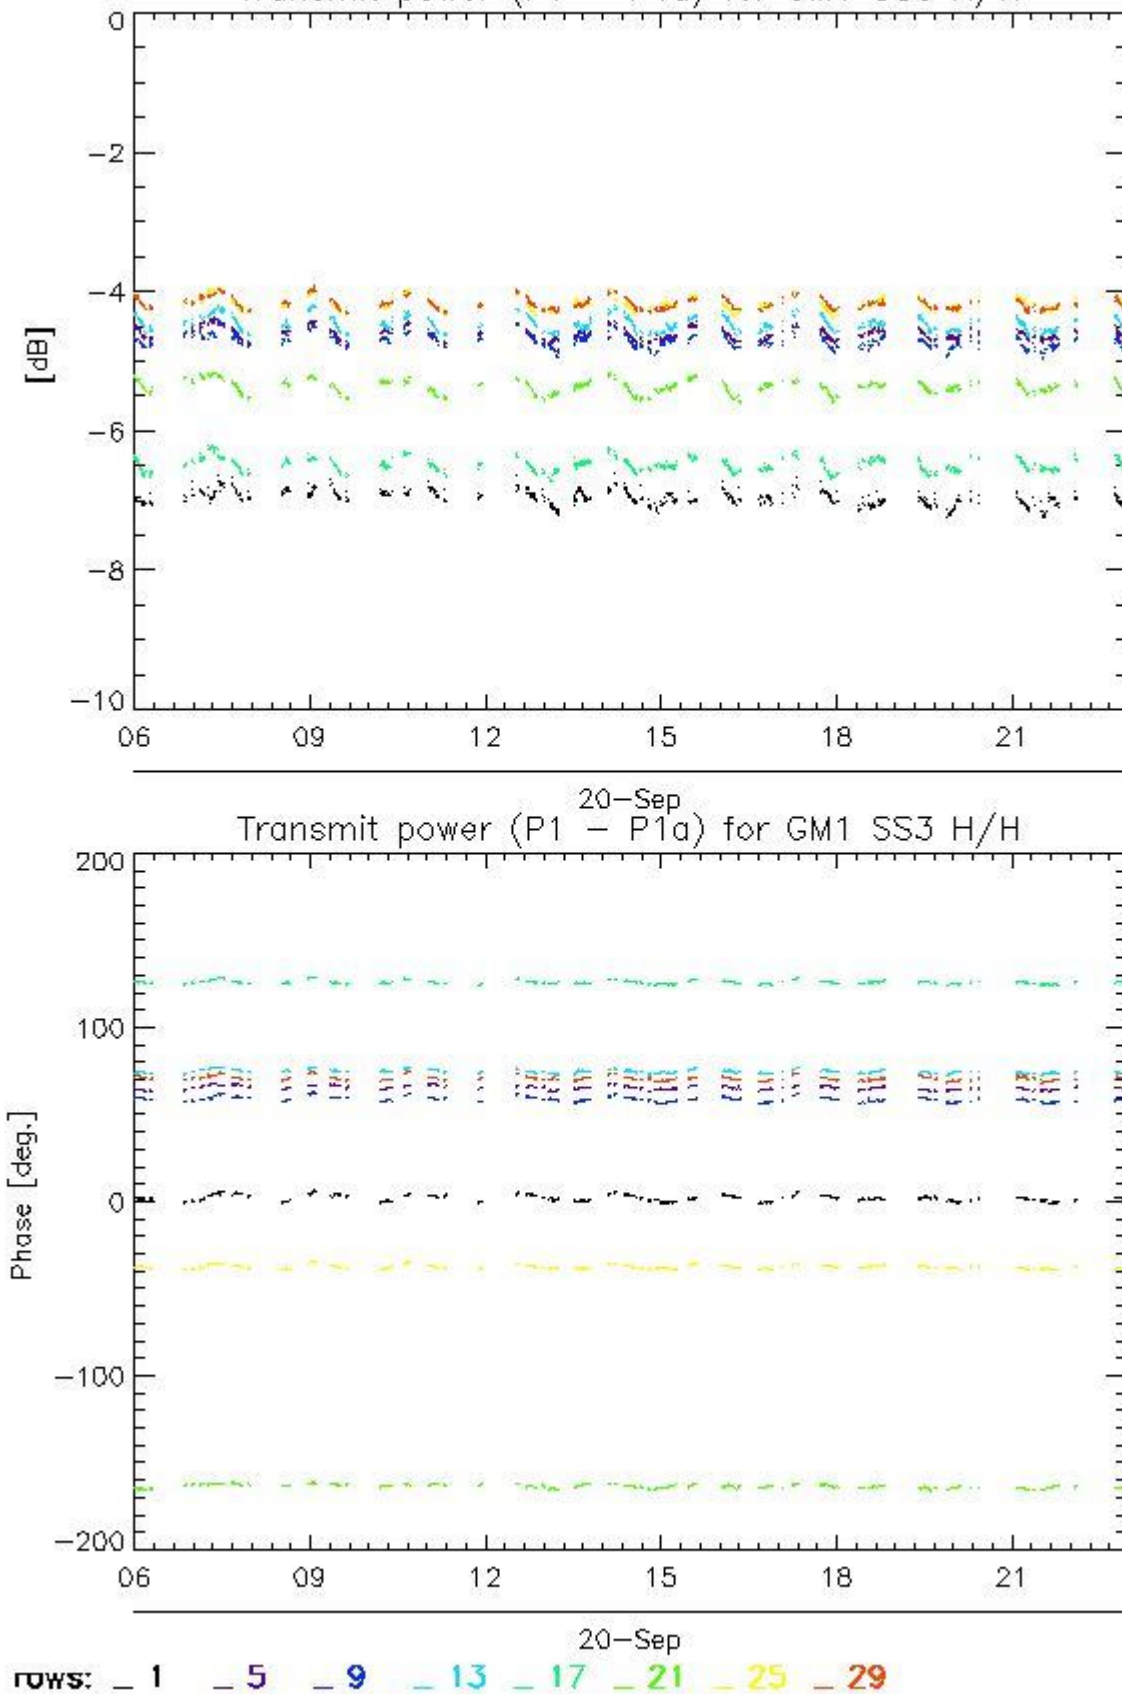 0
−2
−4
[dB]
−6
−8
−10
06 09 12 15 18 21
20−Sep
Transmit power (P1 − P1a) for GM1 SS3 H/H
200
100
Phase [deg.]
0
−100
−200
06 09 12 15 18 21
20−Sep
rows: _ 1 _ 5 _ 9 _ 13 _ 17 _ 21 _ 25 _ 29